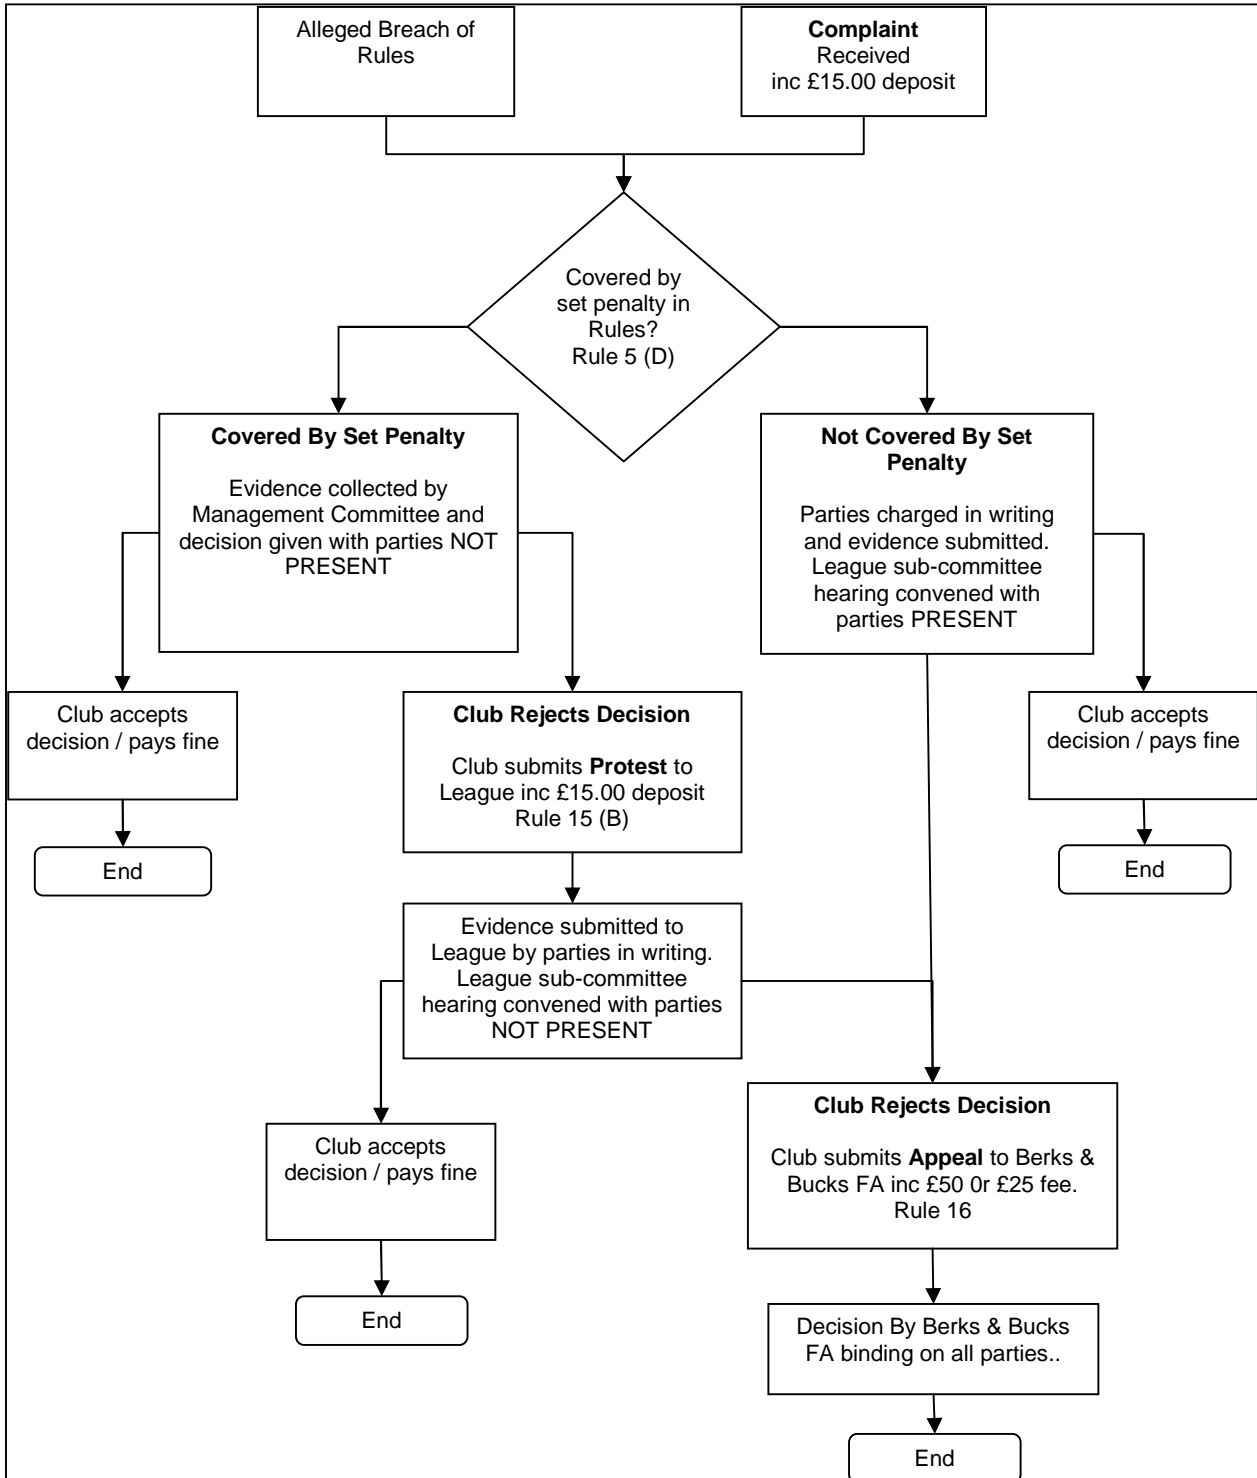 Alleged Breach of
Rules
Complaint
Received
inc £15.00 deposit
Covered by
set penalty in
Rules?
Rule 5 (D)
Covered By Set Penalty
Evidence collected by
Management Committee and
decision given with parties NOT
PRESENT
Not Covered By Set
Penalty
Parties charged in writing
and evidence submitted.
League sub-committee
hearing convened with
parties PRESENT
Club accepts
decision / pays fine
End
Club Rejects Decision
Club submits Protest to
League inc £15.00 deposit
Rule 15 (B)
Club accepts
decision / pays fine
End
Evidence submitted to
League by parties in writing.
League sub-committee
hearing convened with parties
NOT PRESENT
Club accepts
decision / pays fine
End
Club Rejects Decision
Club submits Appeal to Berks &
Bucks FA inc £50 0r £25 fee.
Rule 16
Decision By Berks & Bucks
FA binding on all parties..
End